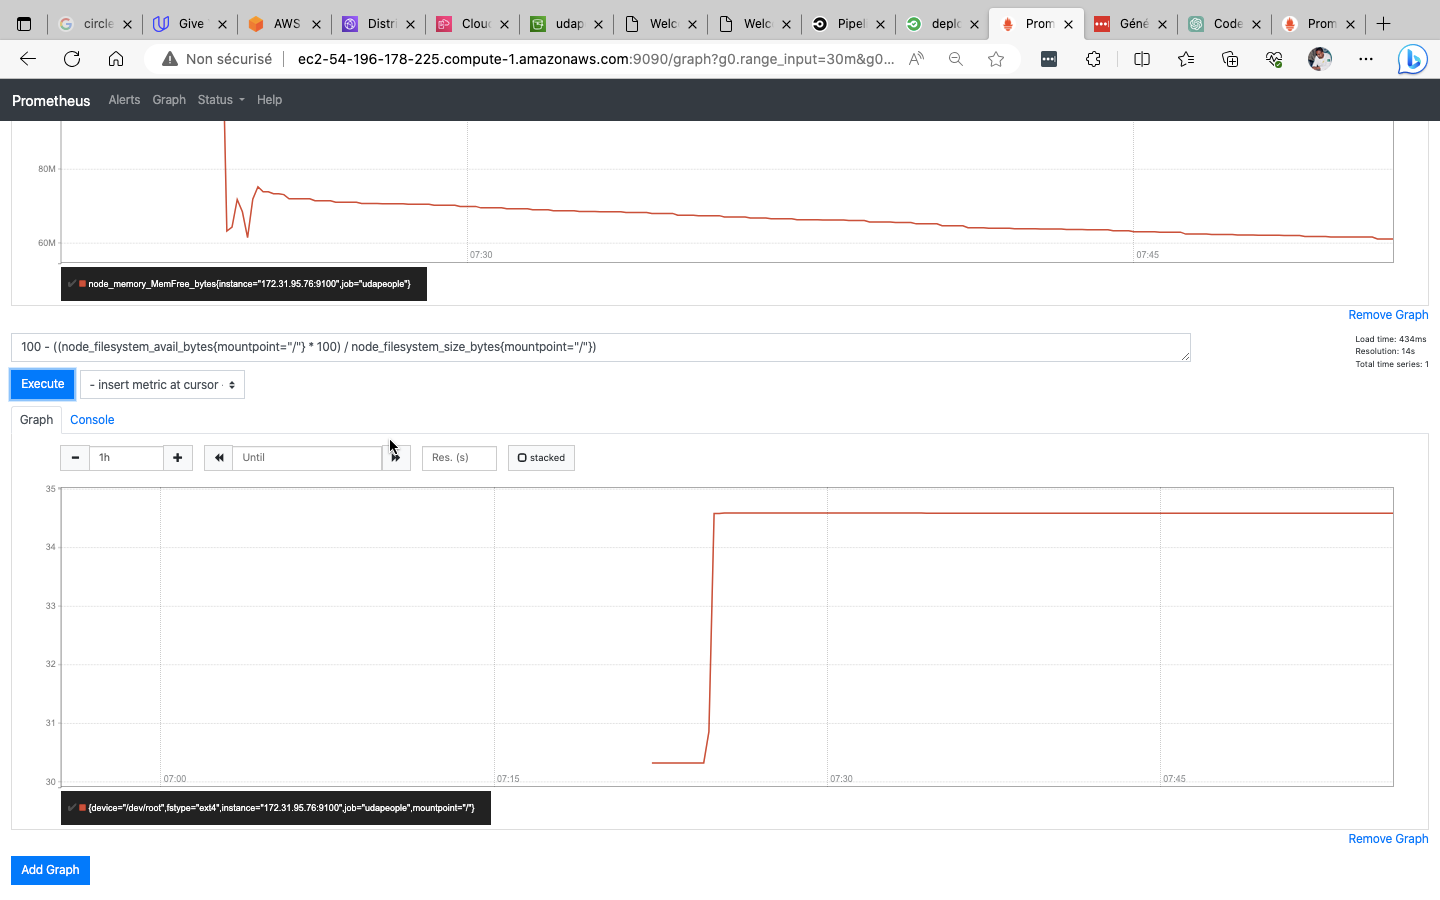 circle
Give
AWS
Distri
Clou
udap
Welc
Welc
Pipel
deplo
Prom
Géné
Code
Prom
Non sécurisé ec2-54-196-178-225.compute-1.amazonaws.com:9090/graph?g0.range_input=30m&g0...
Prometheus Alerts Graph Status Help
80M
60M
07:30 07:45
node_memory_MemFree_bytes{instance="172.31.95.76:9100",job="udapeople"}
Remove Graph
100 - ((node_filesystem_avail_bytes{mountpoint="/"} * 100) / node_filesystem_size_bytes{mountpoint="/"})
Load time: 434ms
Resolution: 14s
Total time series: 1
Execute - insert metric at cursor -
Graph Console
1h Until Res. (s) stacked
35
34
33
32
31
30
07:00 07:15 07:30 07:45
{device="/dev/root",fstype="ext4",instance="172.31.95.76:9100",job="udapeople",mountpoint="/"}
Remove Graph
Add Graph